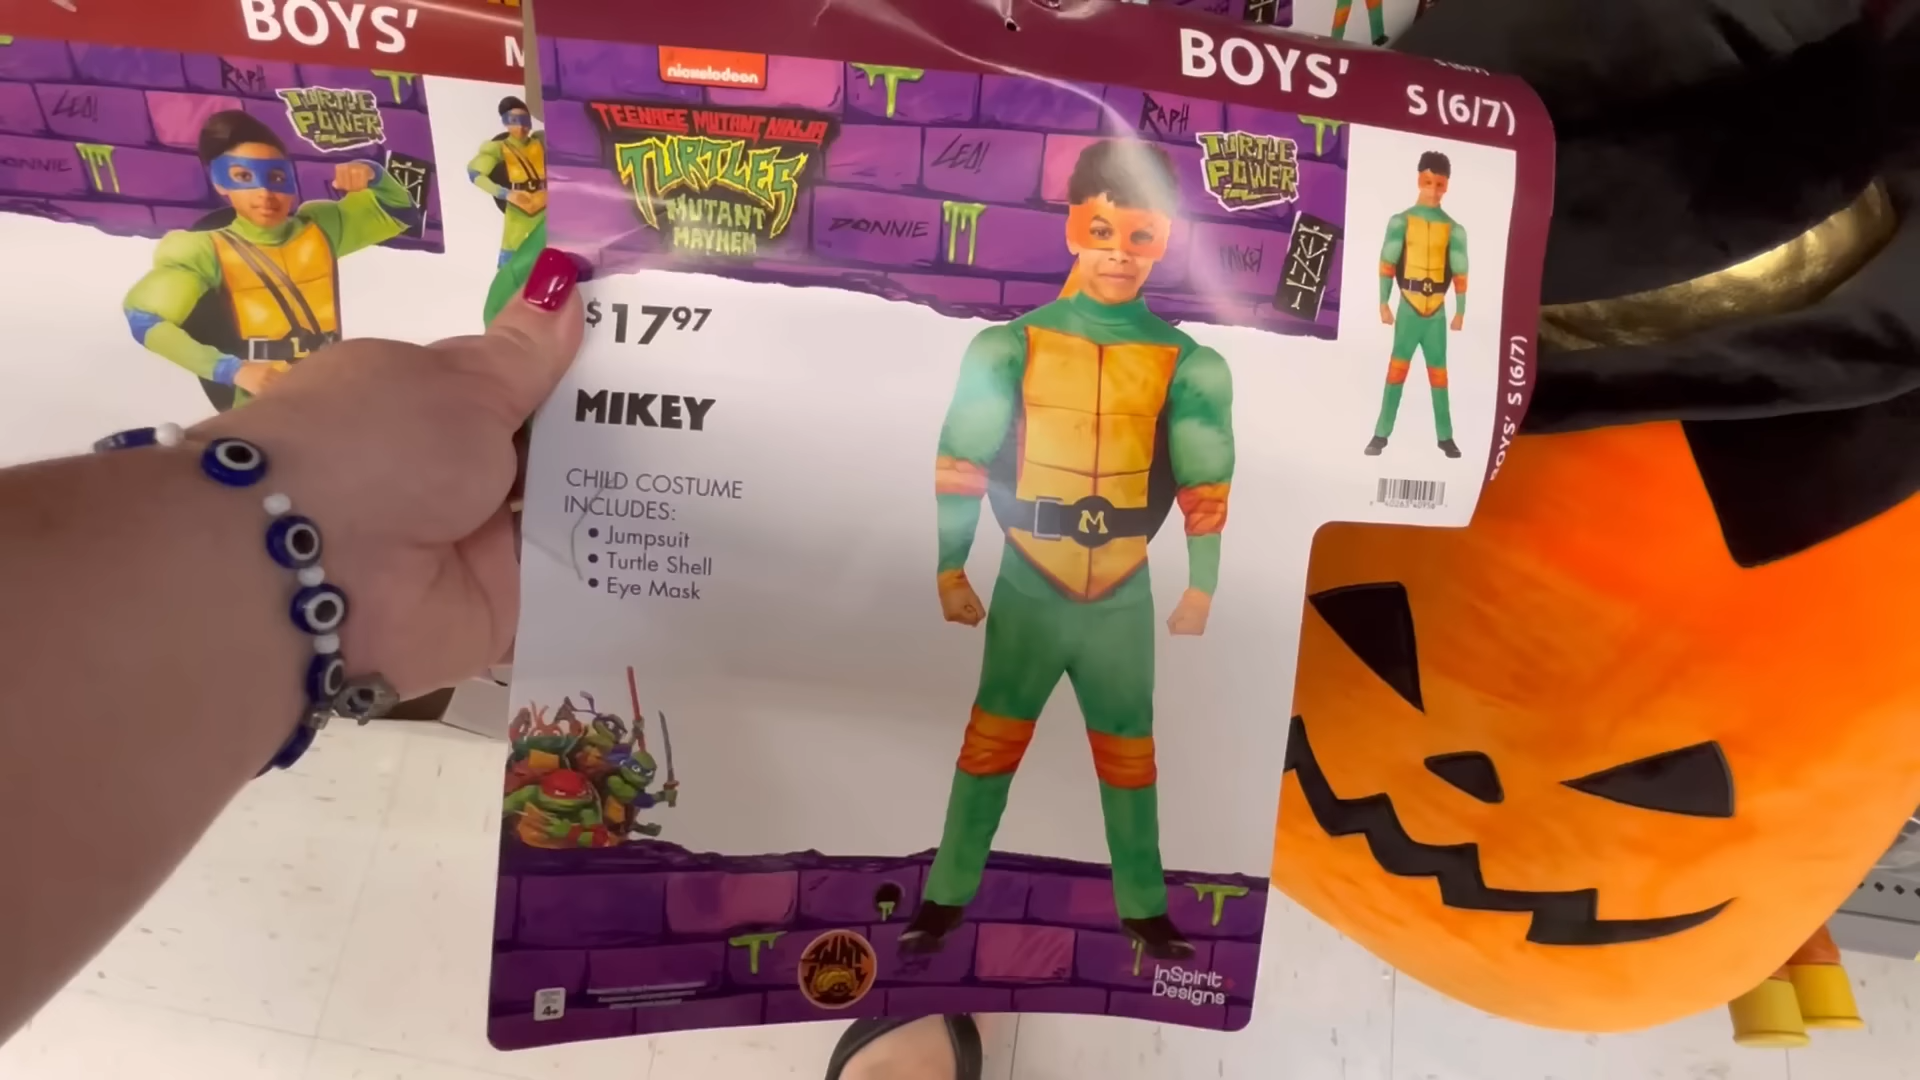 BOYS'
M
RAPH
LEO!
TURTLE
POWER
DONNIE
L
BOYS'
S (6/7)
nickelodeon
TEENAGE MUTANT NINJA
TURTLES
MUTANT
MAYHEM
RAPH
LEO!
DONNIE
MIKEY
TURTLE
POWER
$17.97
MIKEY
CHILD COSTUME
INCLUDES:
• Jumpsuit
• Turtle Shell
• Eye Mask
M
M
BOYS' S (6/7)
4+
InSpirit
Designs